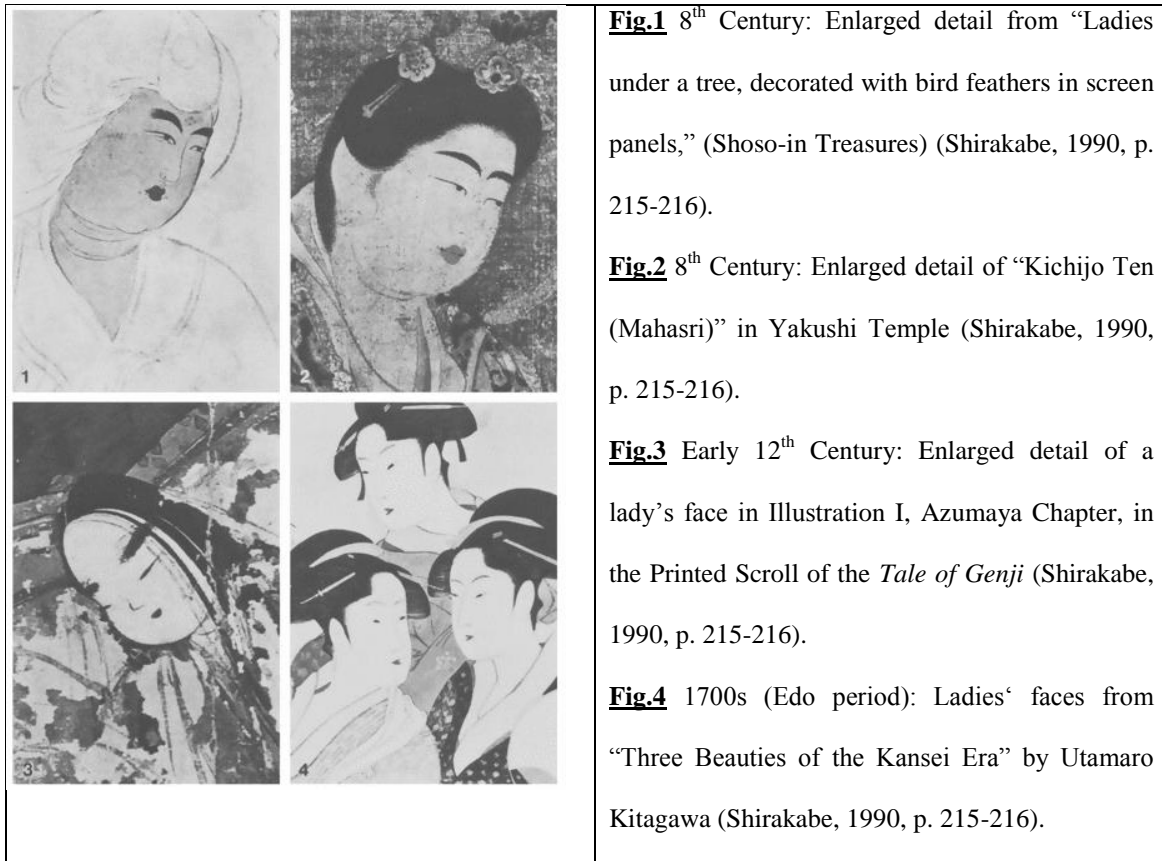 1
2
3
4
Fig.1 8th Century: Enlarged detail from “Ladies
under a tree, decorated with bird feathers in screen
panels,” (Shoso-in Treasures) (Shirakabe, 1990, p.
215-216).
Fig.2 8th Century: Enlarged detail of “Kichijo Ten
(Mahasri)” in Yakushi Temple (Shirakabe, 1990,
p. 215-216).
Fig.3 Early 12th Century: Enlarged detail of a
lady’s face in Illustration I, Azumaya Chapter, in
the Printed Scroll of the Tale of Genji (Shirakabe,
1990, p. 215-216).
Fig.4 1700s (Edo period): Ladies‘ faces from
“Three Beauties of the Kansei Era” by Utamaro
Kitagawa (Shirakabe, 1990, p. 215-216).